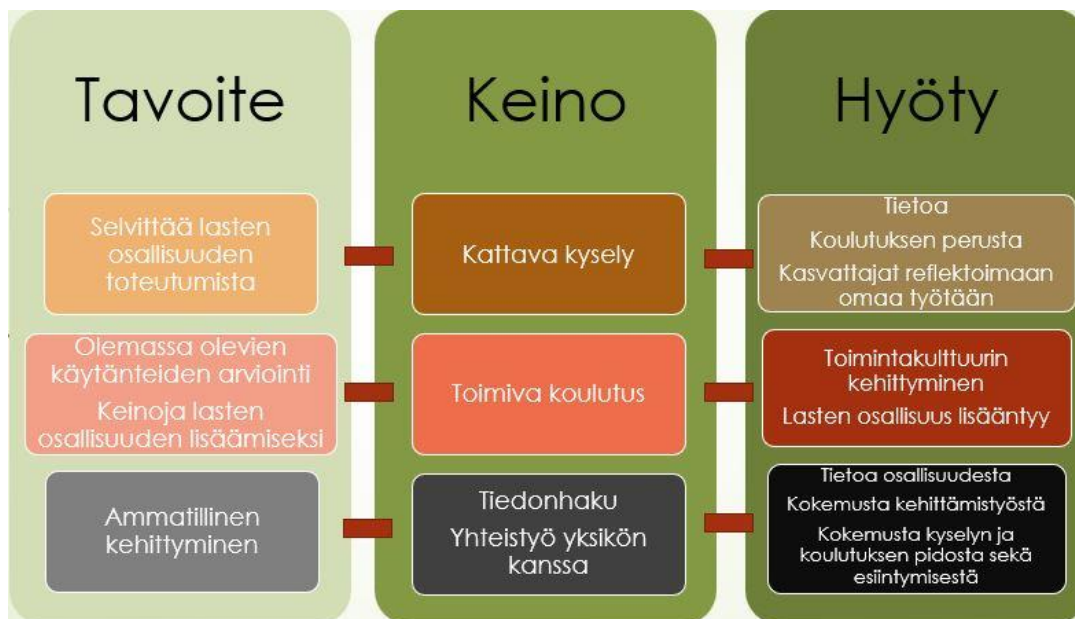 Tavoite
Selvittää lasten
osallisuuden
toteutumista
Olemassa olevien
käytänteiden arviointi
Keinoja lasten
osallisuuden lisäämiseksi
Ammatillinen
kehittyminen
Keino
Kattava kysely
Toimiva koulutus
Tiedonhaku
Yhteistyö yksikön
kanssa
Hyöty
Tietoa
Koulutuksen perusta
Kasvattajat reflektoimaan
omaa työtään
Toimintakulttuurin
kehittyminen
Lasten osallisuus lisääntyy
Tietoa osallisuudesta
Kokemusta kehittämistyöstä
Kokemusta kyselyn ja
koulutuksen pidosta sekä
esiintymisestä